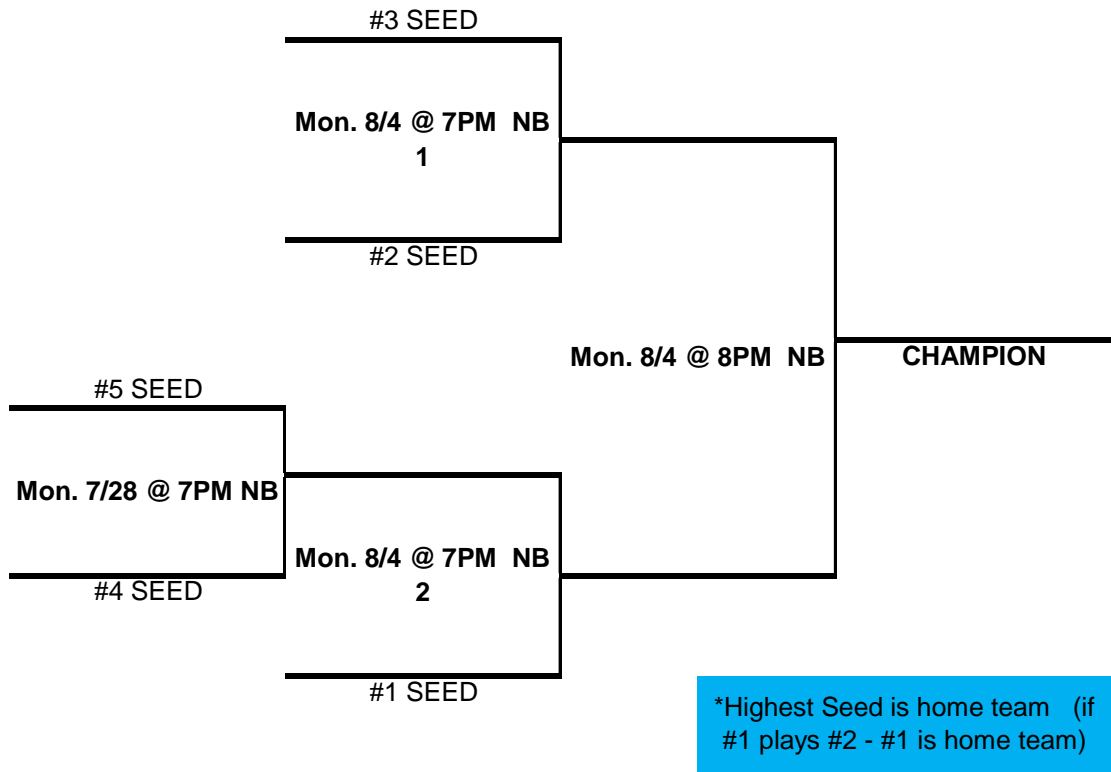 #3 SEED
Mon. 8/4 @ 7PM  NB
1
#2 SEED
Mon. 8/4 @ 8PM  NB
CHAMPION
#5 SEED
Mon. 7/28 @ 7PM NB
Mon. 8/4 @ 7PM  NB
2
#4 SEED
#1 SEED
*Highest Seed is home team   (if
#1 plays #2 - #1 is home team)